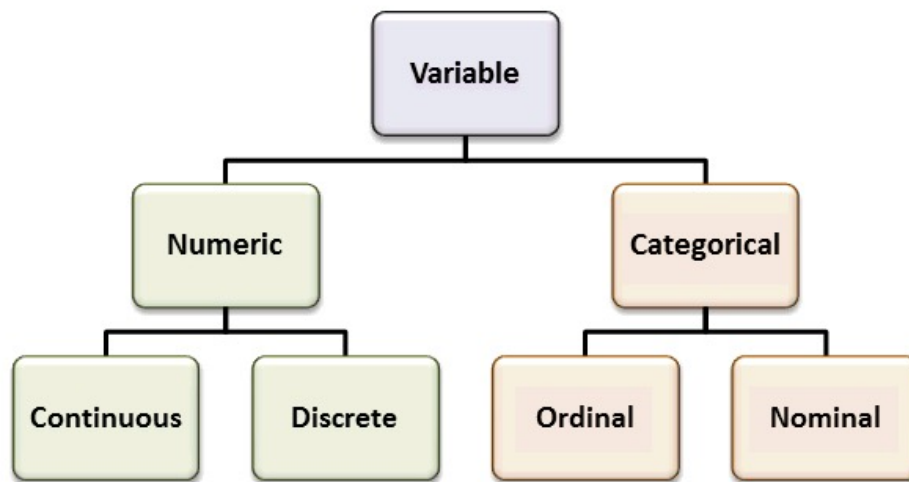 Variable
Numeric
Categorical
Continuous
Discrete
Ordinal
Nominal